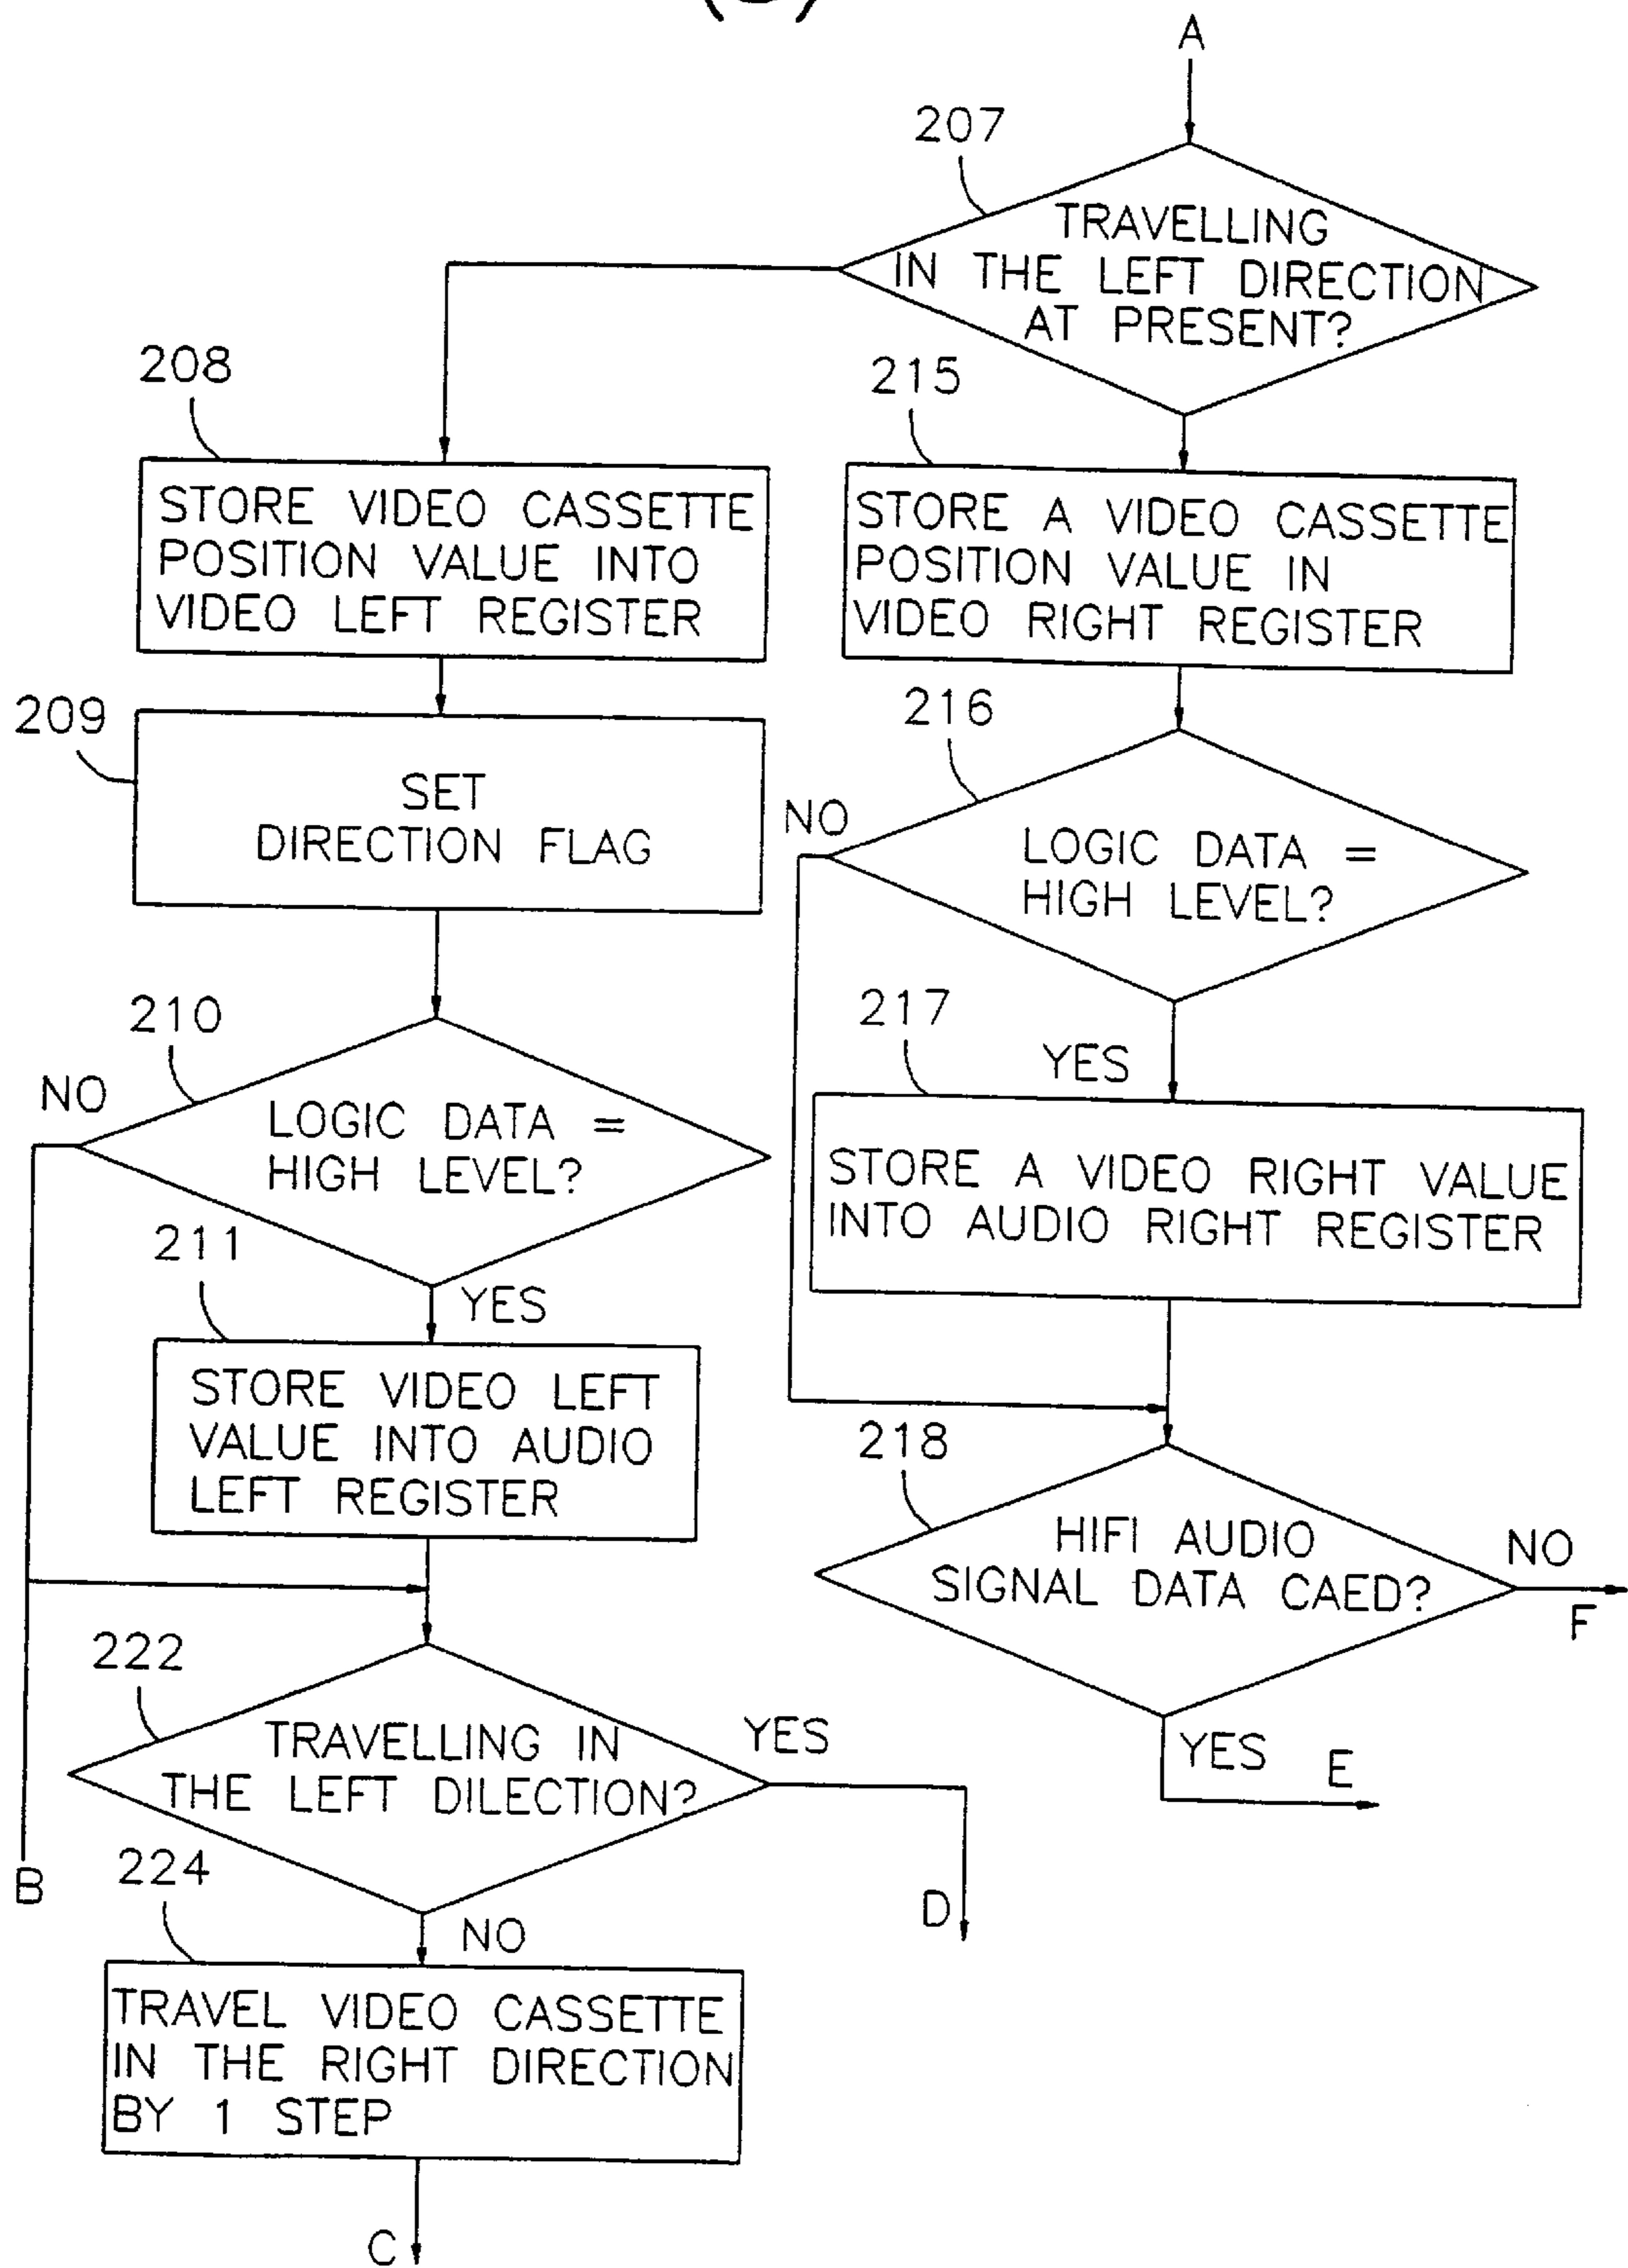 A
207
TRAVELLING
IN THE LEFT DIRECTION
AT PRESENT?
208
STORE VIDEO CASSETTE
POSITION VALUE INTO
VIDEO LEFT REGISTER
215
STORE A VIDEO CASSETTE
POSITION VALUE IN
VIDEO RIGHT REGISTER
209
SET
DIRECTION FLAG
216
NO
LOGIC DATA =
HIGH LEVEL?
210
NO
LOGIC DATA =
HIGH LEVEL?
YES
217
YES
STORE A VIDEO RIGHT VALUE
INTO AUDIO RIGHT REGISTER
211
STORE VIDEO LEFT
VALUE INTO AUDIO
LEFT REGISTER
218
HIFI AUDIO
SIGNAL DATA CAED?
NO
F
YES
E
222
TRAVELLING IN
THE LEFT DILECTION?
YES
D
B
NO
224
TRAVEL VIDEO CASSETTE
IN THE RIGHT DIRECTION
BY 1 STEP
C